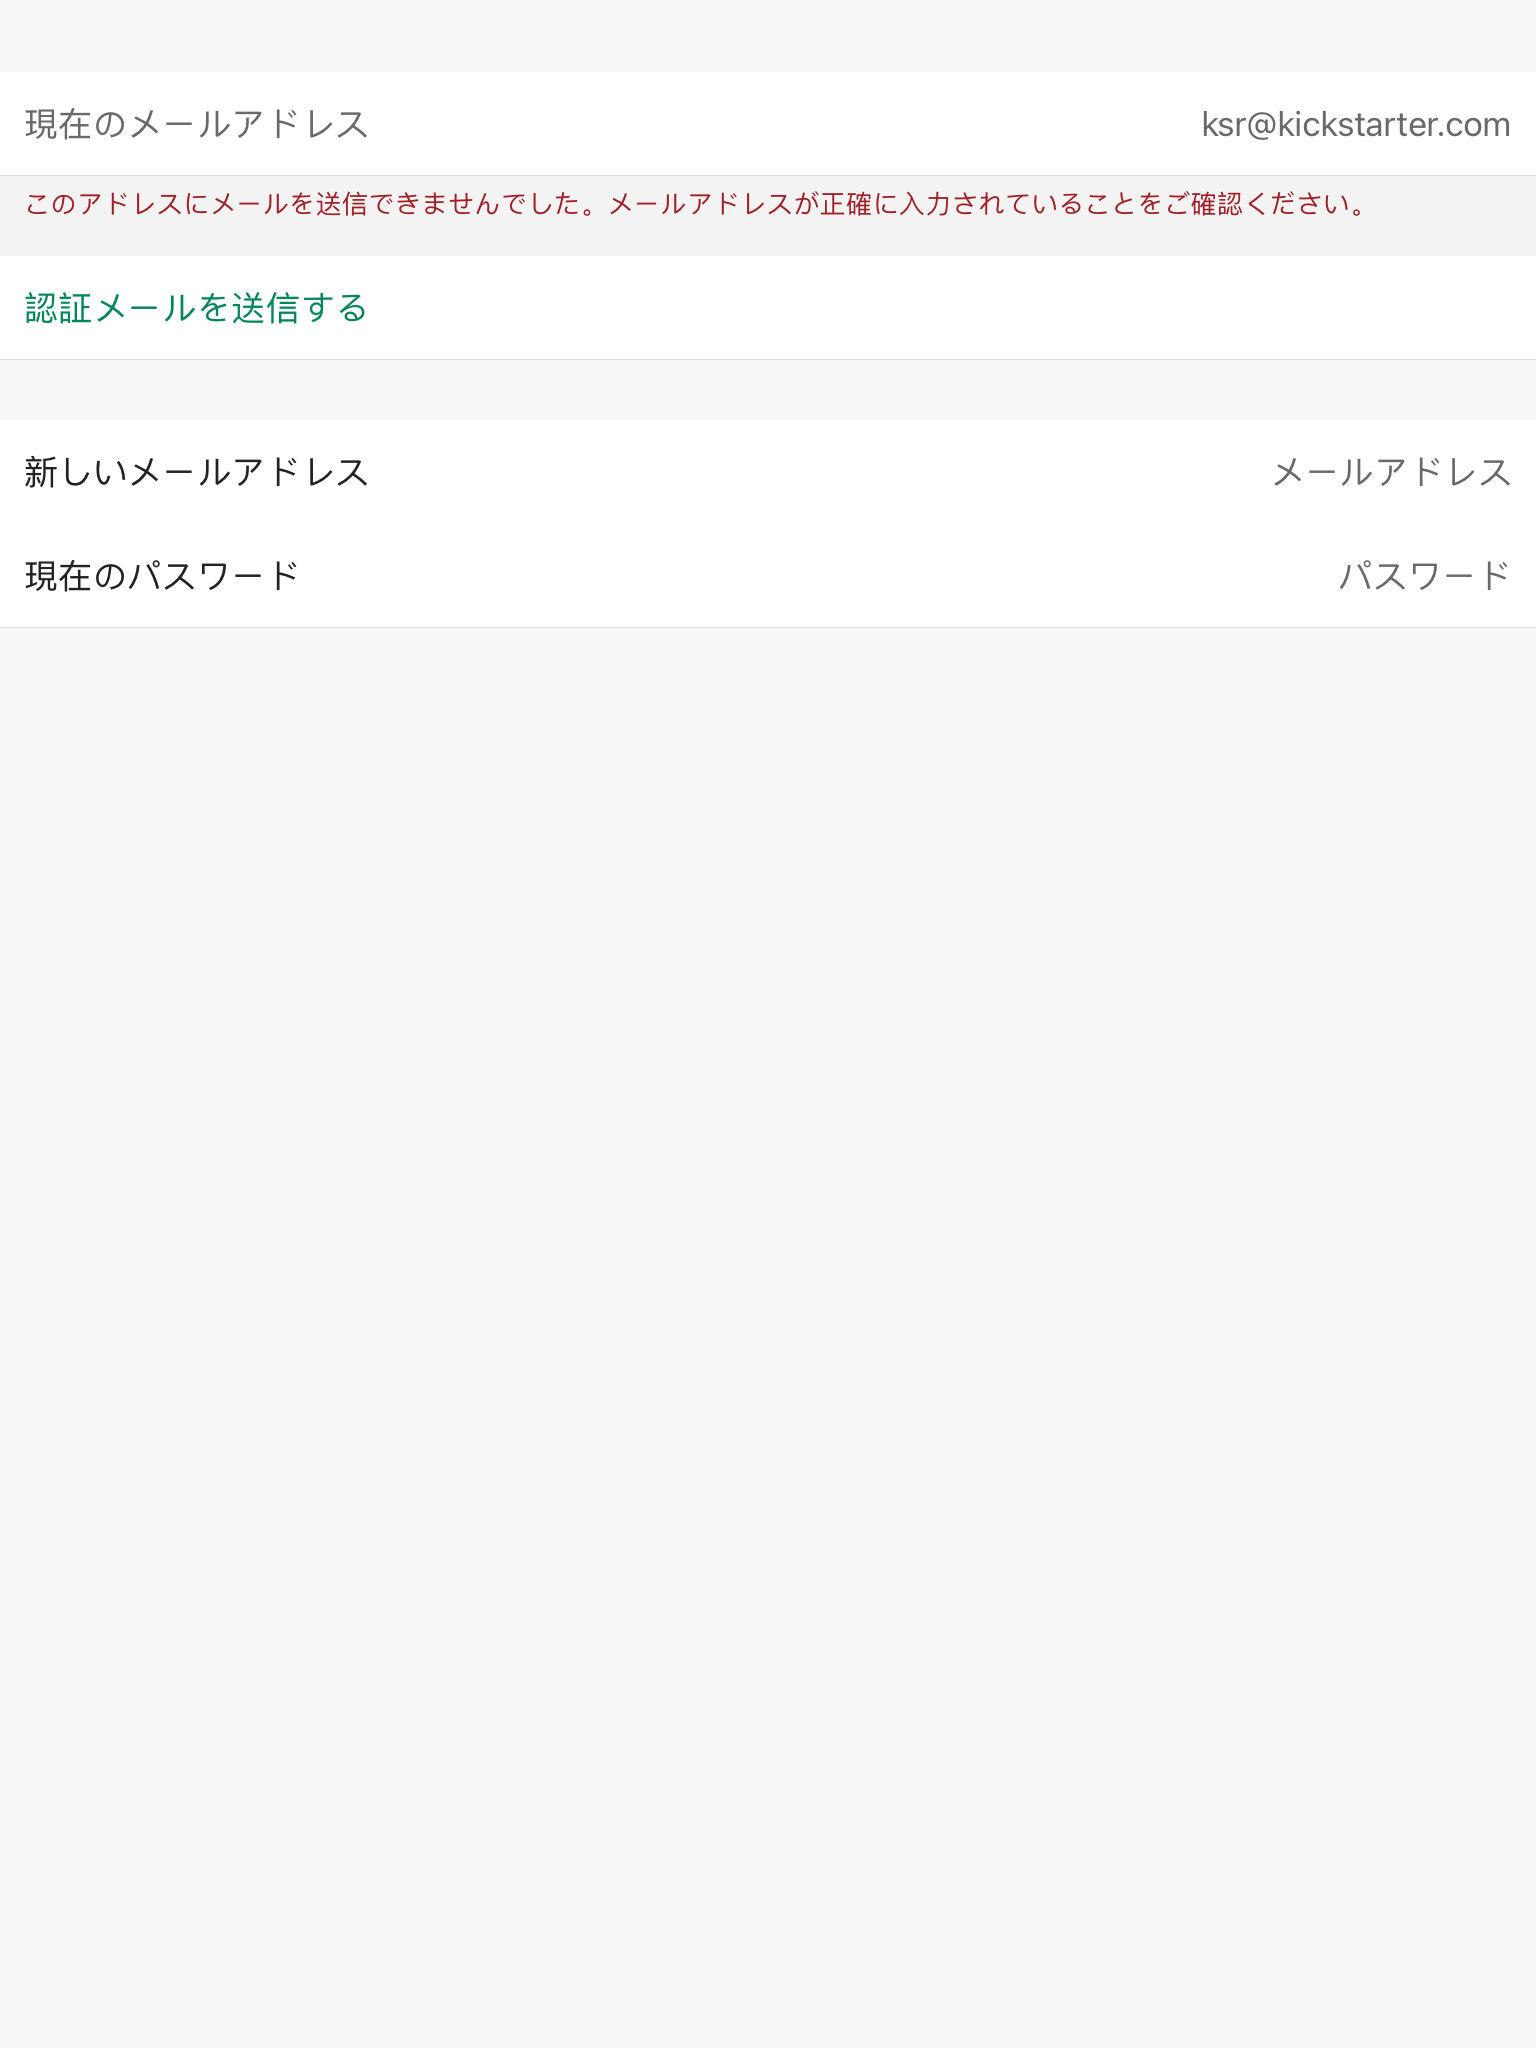 現在のメールアドレス ksr@kickstarter.com
このアドレスにメールを送信できませんでした。メールアドレスが正確に入力されていることをご確認ください。
認証メールを送信する
新しいメールアドレス メールアドレス
現在のパスワード パスワード